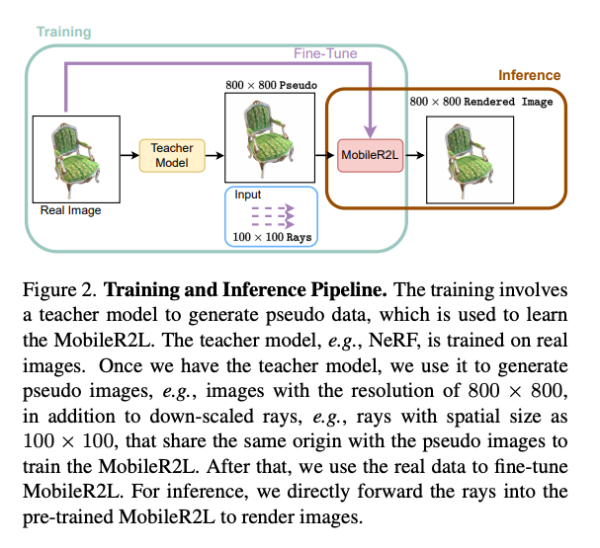 Training
Fine-Tune
Inference
800 × 800 Pseudo
800 × 800 Rendered Image
Teacher
Model
MobileR2L
Real Image
Input
100 × 100 Rays
Figure 2. Training and Inference Pipeline. The training involves
a teacher model to generate pseudo data, which is used to learn
the MobileR2L. The teacher model, e.g., NeRF, is trained on real
images. Once we have the teacher model, we use it to generate
pseudo images, e.g., images with the resolution of 800 × 800,
in addition to down-scaled rays, e.g., rays with spatial size as
100 × 100, that share the same origin with the pseudo images to
train the MobileR2L. After that, we use the real data to fine-tune
MobileR2L. For inference, we directly forward the rays into the
pre-trained MobileR2L to render images.